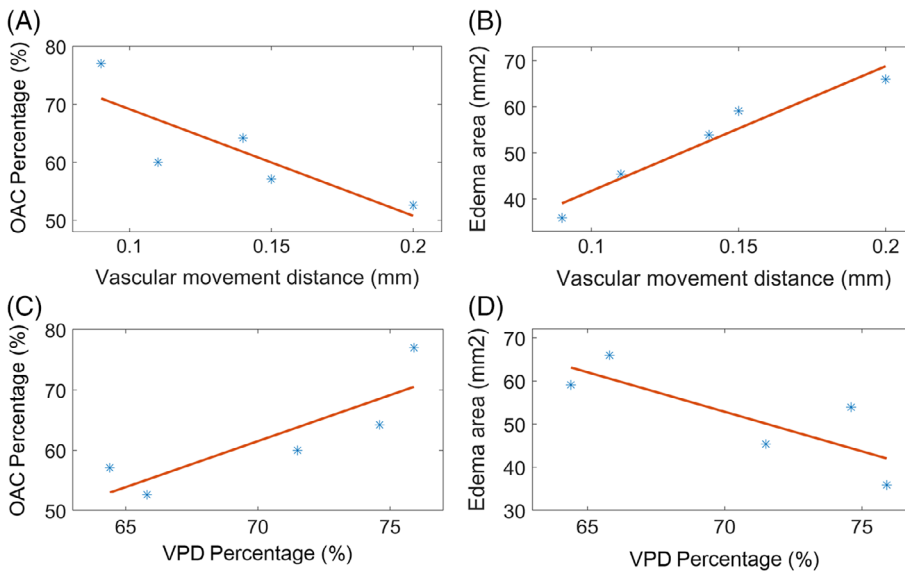 (A)
OAC Percentage (%)
80
70
60
50
0.1 0.15 0.2
Vascular movement distance (mm)
(B)
Edema area (mm2)
70
60
50
40
0.1 0.15 0.2
Vascular movement distance (mm)
(C)
OAC Percentage (%)
80
70
60
50
65 70 75
VPD Percentage (%)
(D)
Edema area (mm2)
70
60
50
40
30
65 70 75
VPD Percentage (%)